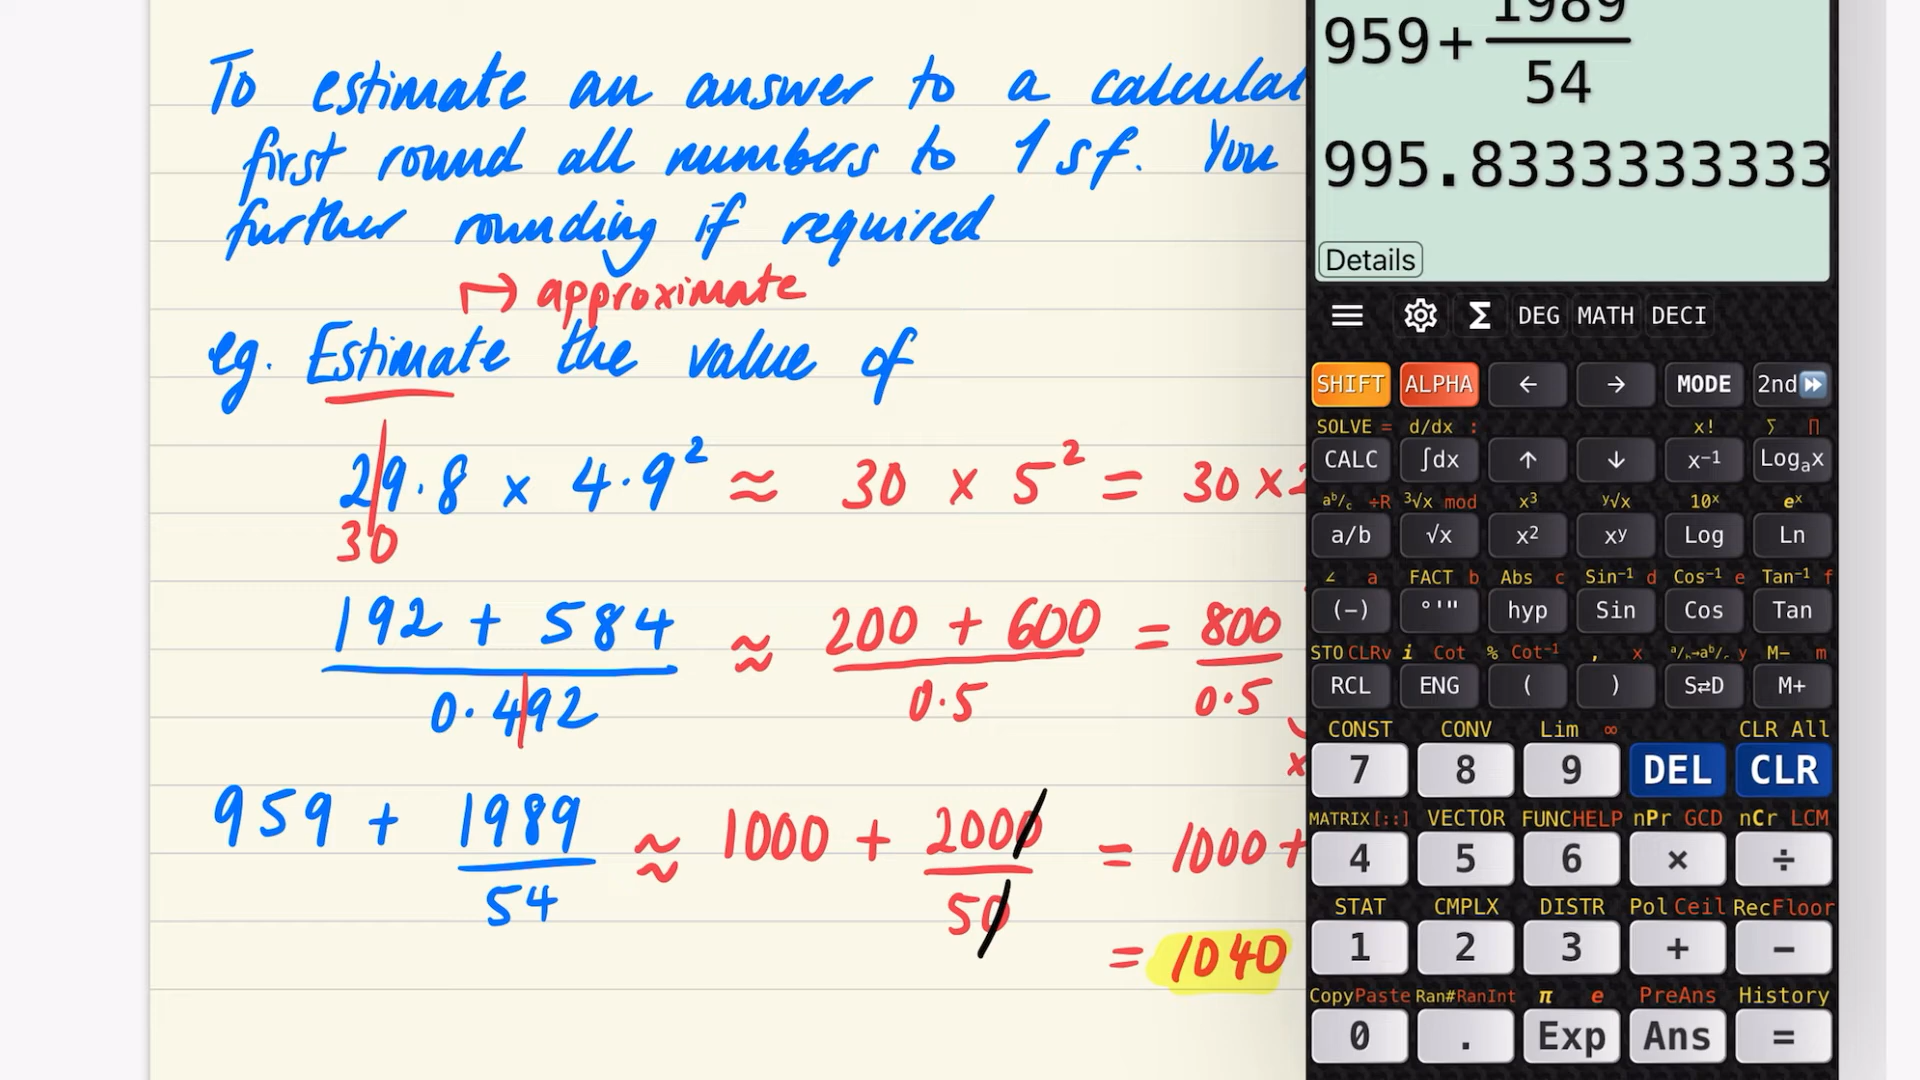 To estimate an answer to a calculat
first round all numbers to 1 sf. You
further rounding if required
↦ approximate
eg. Estimate the value of
29.8 × 4.9² ≈ 30 × 5² = 30 ×
30
192 + 584 / 0.492 ≈ 200 + 600 / 0.5 = 800 / 0.5
959 + 1989 / 54 ≈ 1000 + 2000 / 50 = 1000 +
= 1040
959+ 1989 / 54
995.8333333333
Details
DEG MATH DECI
SHIFT ALPHA ← → MODE 2nd
SOLVE = d/dx : x! ∑ ∏
CALC ∫dx ↑ ↓ x⁻¹ Logₐx
aᵇ/c ÷R ³√x mod x³ ʸ√x 10ˣ eˣ
a/b √x x² xʸ Log Ln
∠ a FACT b Abs c Sin⁻¹ d Cos⁻¹ e Tan⁻¹ f
(−) °'" hyp Sin Cos Tan
STO CLRv i Cot % Cot⁻¹ , x y M− m
RCL ENG ( ) S⇄D M+
CONST CONV Lim ∞ CLR All
7 8 9 DEL CLR
MATRIX[::] VECTOR FUNC HELP nPr GCD nCr LCM
4 5 6 × ÷
STAT CMPLX DISTR Pol Ceil Rec Floor
1 2 3 + −
Copy Paste Ran# RanInt π e PreAns History
0 . Exp Ans =